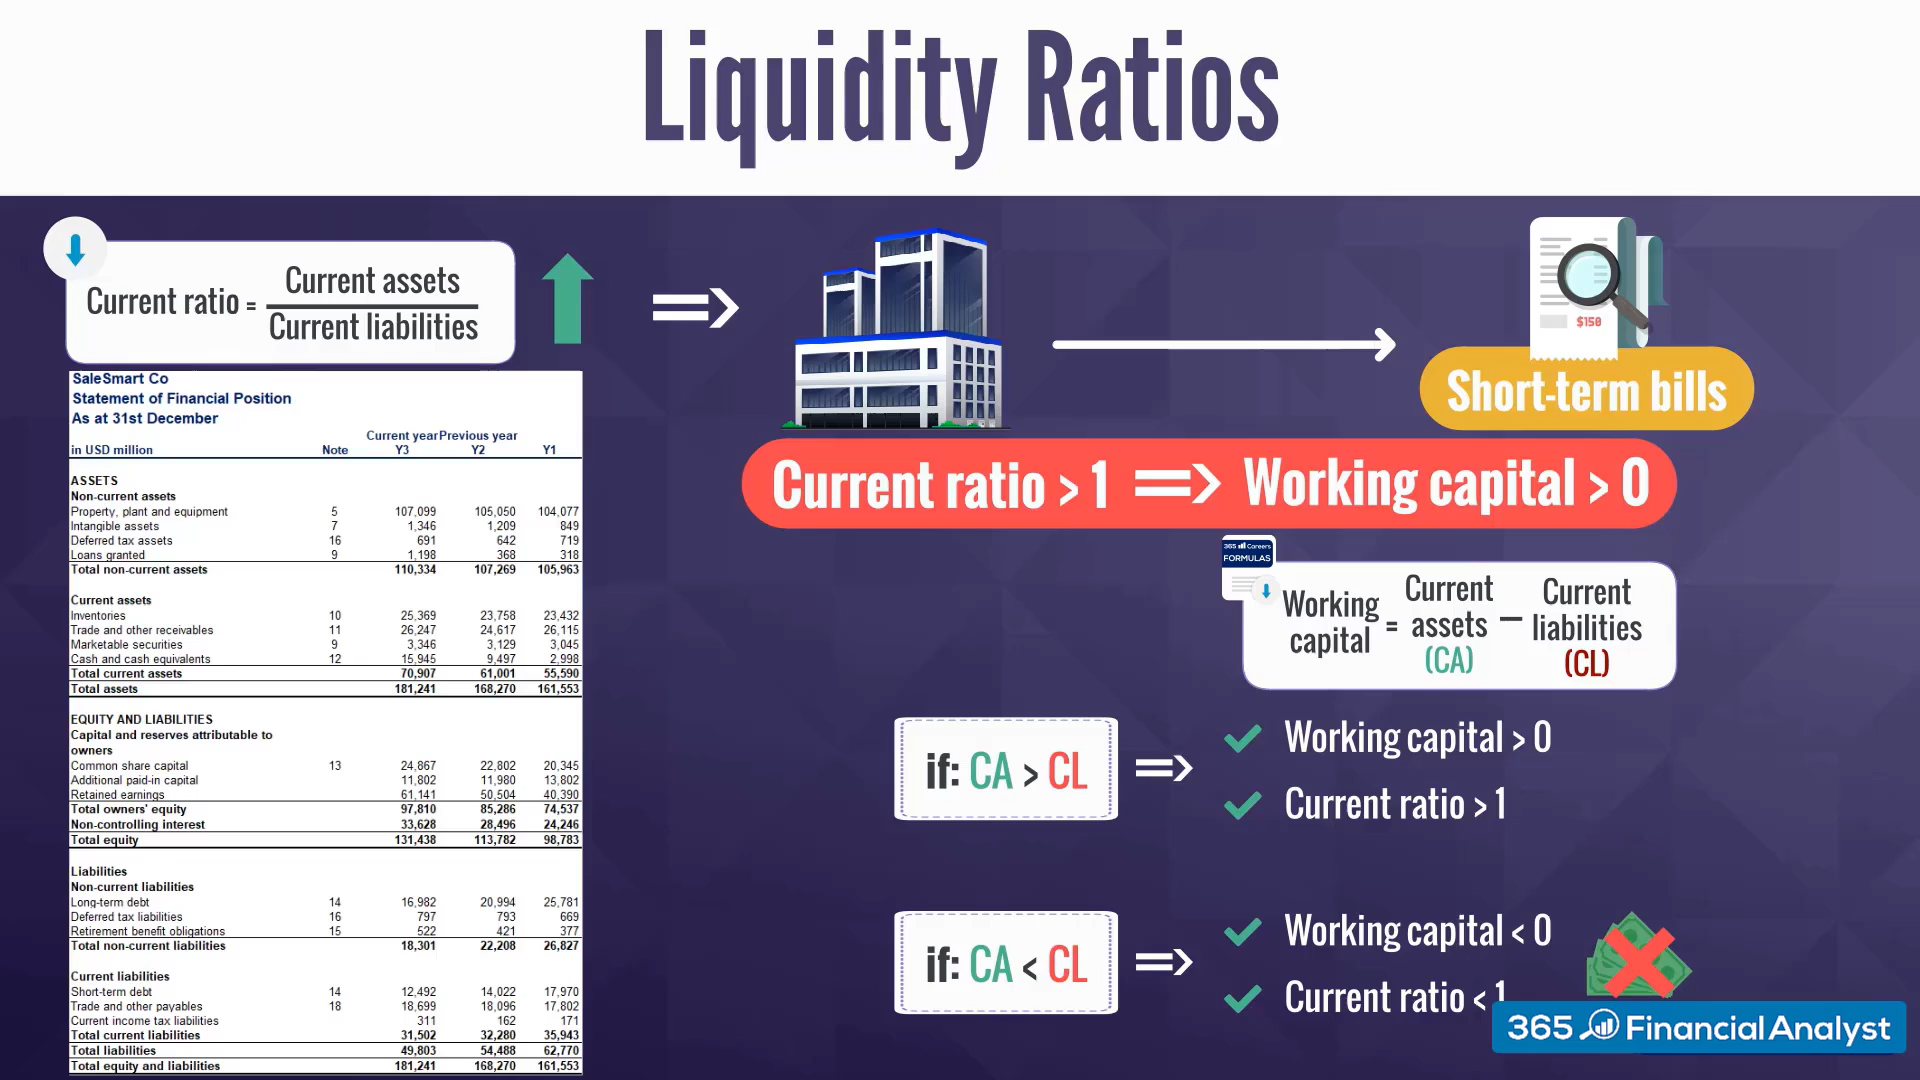 Liquidity Ratios
Current ratio = Current assets
Current liabilities
$150
Short-term bills
Current ratio > 1 => Working capital > 0
365 Careers
FORMULAS
Working capital = Current assets (CA) – Current liabilities (CL)
if: CA > CL
Working capital > 0
Current ratio > 1
if: CA < CL
Working capital < 0
Current ratio < 1
SaleSmart Co
Statement of Financial Position
As at 31st December
Current year Previous year
in USD million Note Y3 Y2 Y1
ASSETS
Non-current assets
Property, plant and equipment 5 107,099 105,050 104,077
Intangible assets 7 1,346 1,209 849
Deferred tax assets 16 691 642 719
Loans granted 9 1,198 368 318
Total non-current assets 110,334 107,269 105,963
Current assets
Inventories 10 25,369 23,758 23,432
Trade and other receivables 11 26,247 24,617 26,115
Marketable securities 9 3,346 3,129 3,045
Cash and cash equivalents 12 15,945 9,497 2,998
Total current assets 70,907 61,001 55,590
Total assets 181,241 168,270 161,553
EQUITY AND LIABILITIES
Capital and reserves attributable to
owners
Common share capital 13 24,867 22,802 20,345
Additional paid-in capital 11,802 11,980 13,802
Retained earnings 61,141 50,504 40,390
Total owners' equity 97,810 85,286 74,537
Non-controlling interest 33,628 28,496 24,246
Total equity 131,438 113,782 98,783
Liabilities
Non-current liabilities
Long-term debt 14 16,982 20,994 25,781
Deferred tax liabilities 16 797 793 669
Retirement benefit obligations 15 522 421 377
Total non-current liabilities 18,301 22,208 26,827
Current liabilities
Short-term debt 14 12,492 14,022 17,970
Trade and other payables 18 18,699 18,096 17,802
Current income tax liabilities 311 162 171
Total current liabilities 31,502 32,280 35,943
Total liabilities 49,803 54,488 62,770
Total equity and liabilities 181,241 168,270 161,553
365 Financial Analyst